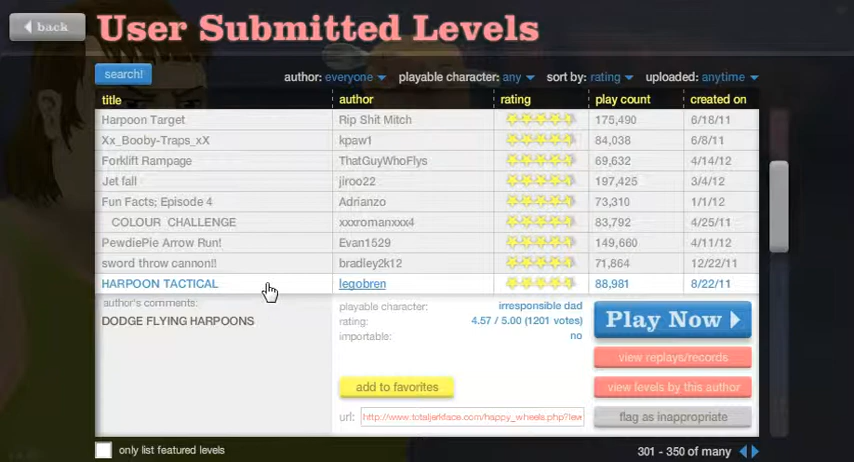 back
User Submitted Levels
search!
author: everyone playable character: any sort by: rating uploaded: anytime
title author rating play count created on
Harpoon Target Rip Shit Mitch 175,490 6/18/11
Xx_Booby-Traps_xX kpaw1 84,038 6/8/11
Forklift Rampage ThatGuyWhoFlys 69,632 4/14/12
Jet fall jiroo22 197,425 3/4/12
Fun Facts; Episode 4 Adrianzo 73,310 1/1/12
COLOUR CHALLENGE xxxromanxxx4 83,792 4/25/11
PewdiePie Arrow Run! Evan1529 149,660 4/11/12
sword throw cannon!! bradley2k12 71,864 12/22/11
HARPOON TACTICAL legobren 88,981 8/22/11
author's comments:
DODGE FLYING HARPOONS
playable character: irresponsible dad
rating: 4.57 / 5.00 (1201 votes)
importable: no
add to favorites
url: http://www.totaljerkface.com/happy_wheels.php?lev
Play Now
view replays/records
view levels by this author
flag as inappropriate
only list featured levels
301 - 350 of many